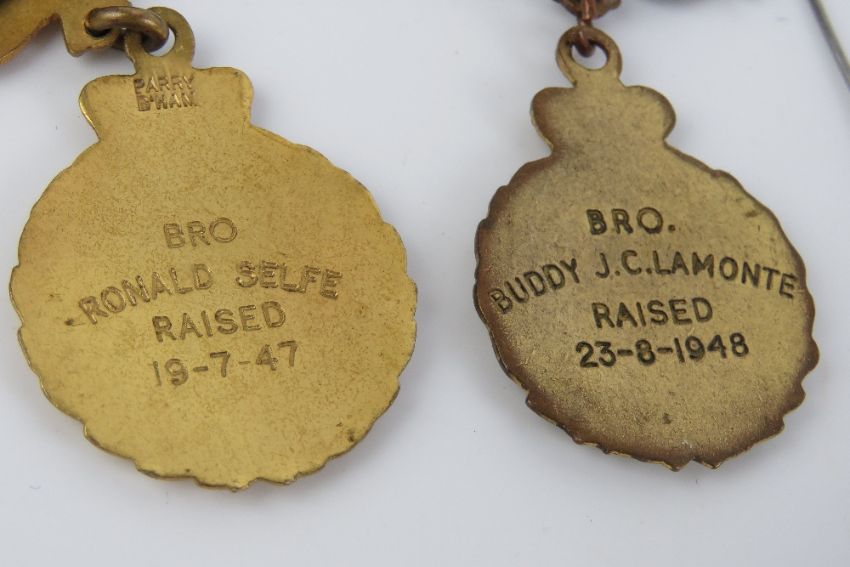 PARRY
B'HAM
BRO
RONALD SELFE
RAISED
19-7-47
BRO.
BUDDY J.C.LAMONTE
RAISED
23-8-1948